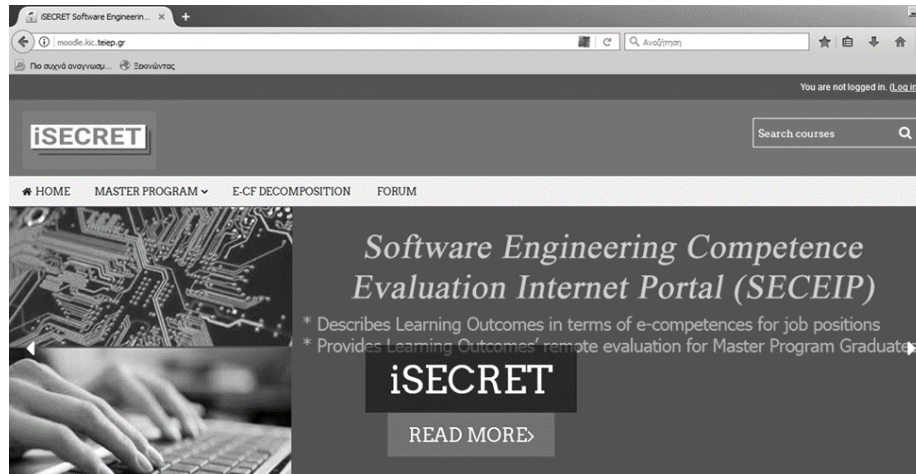 iSECRET Software Engineerin...
moodle.kic.teiep.gr
Αναζήτηση
Πιο συχνά αναγνωσμ... Ξεκινώντας
You are not logged in. (Log in
iSECRET
Search courses
HOME MASTER PROGRAM E-CF DECOMPOSITION FORUM
Software Engineering Competence
Evaluation Internet Portal (SECEIP)
* Describes Learning Outcomes in terms of e-competences for job positions
* Provides Learning Outcomes' remote evaluation for Master Program Graduates
iSECRET
READ MORE>